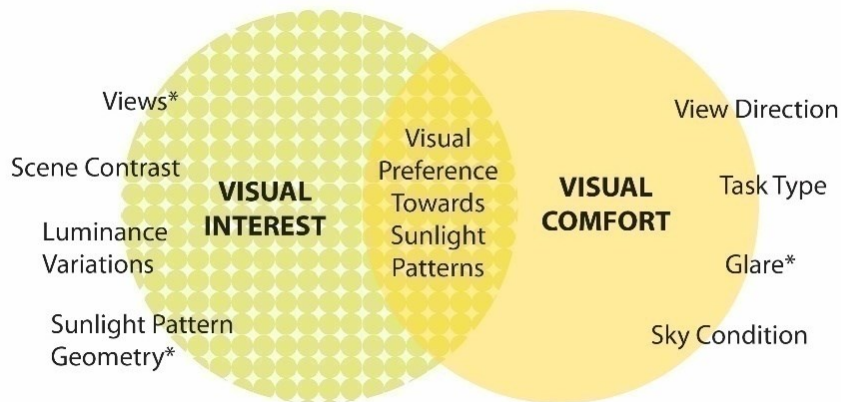 Views*
Scene Contrast
Luminance
Variations
Sunlight Pattern
Geometry*
VISUAL
INTEREST
Visual
Preference
Towards
Sunlight
Patterns
VISUAL
COMFORT
View Direction
Task Type
Glare*
Sky Condition